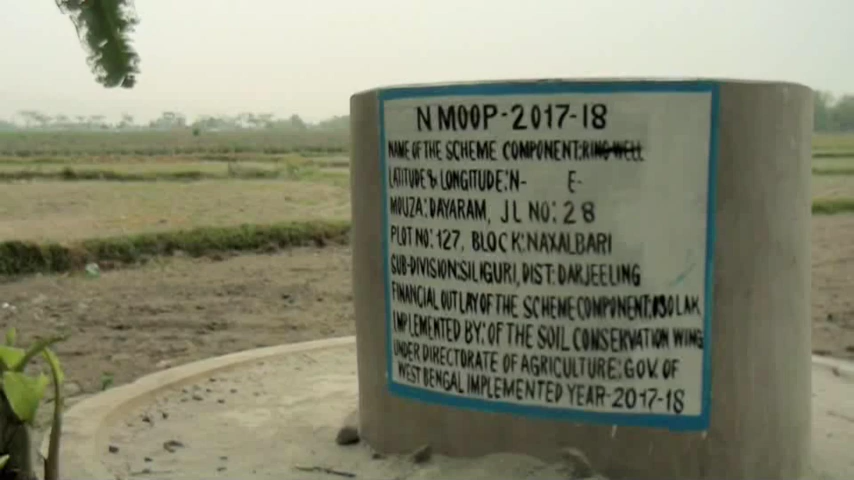 NMOOP-2017-18
NAME OF THE SCHEME COMPONENT: RING WELL
LATITUDE & LONGITUDE: N- E-
MOUZA: DAYARAM, JL NO: 28
PLOT NO: 127, BLOCK: NAXALBARI
SUB-DIVISION: SILIGURI, DIST: DARJEELING
FINANCIAL OUTLAY OF THE SCHEME COMPONENT: LAK
IMPLEMENTED BY: OF THE SOIL CONSERVATION WING
UNDER DIRECTORATE OF AGRICULTURE: GOV. OF
WEST BENGAL IMPLEMENTED YEAR-2017-18